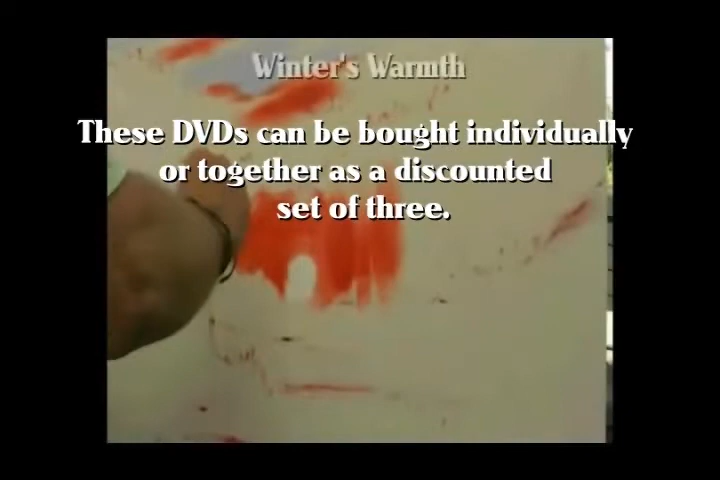 Winter's Warmth
These DVDs can be bought individually
or together as a discounted
set of three.